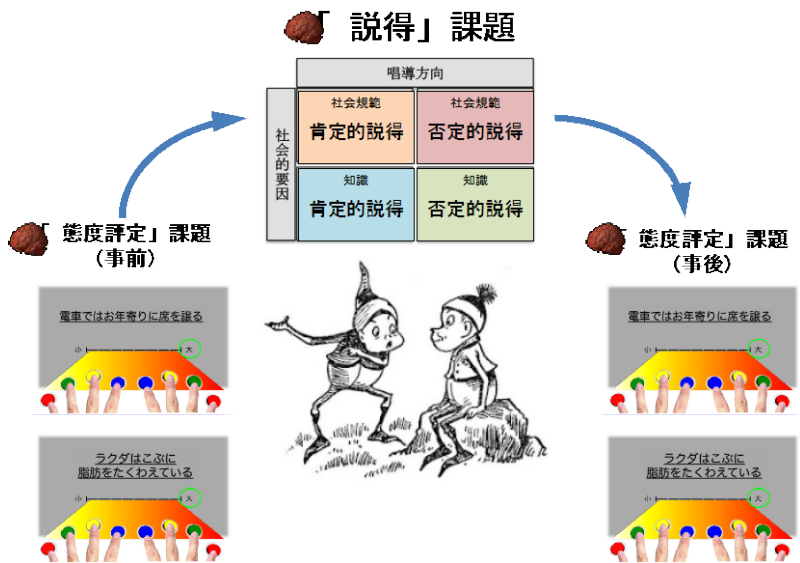 「説得」課題
唱導方向
社会的要因
社会規範
肯定的説得
社会規範
否定的説得
知識
肯定的説得
知識
否定的説得
「態度評定」課題
(事前)
電車ではお年寄りに席を譲る
小 大
ラクダはこぶに
脂肪をたくわえている
小 大
「態度評定」課題
(事後)
電車ではお年寄りに席を譲る
小 大
ラクダはこぶに
脂肪をたくわえている
小 大